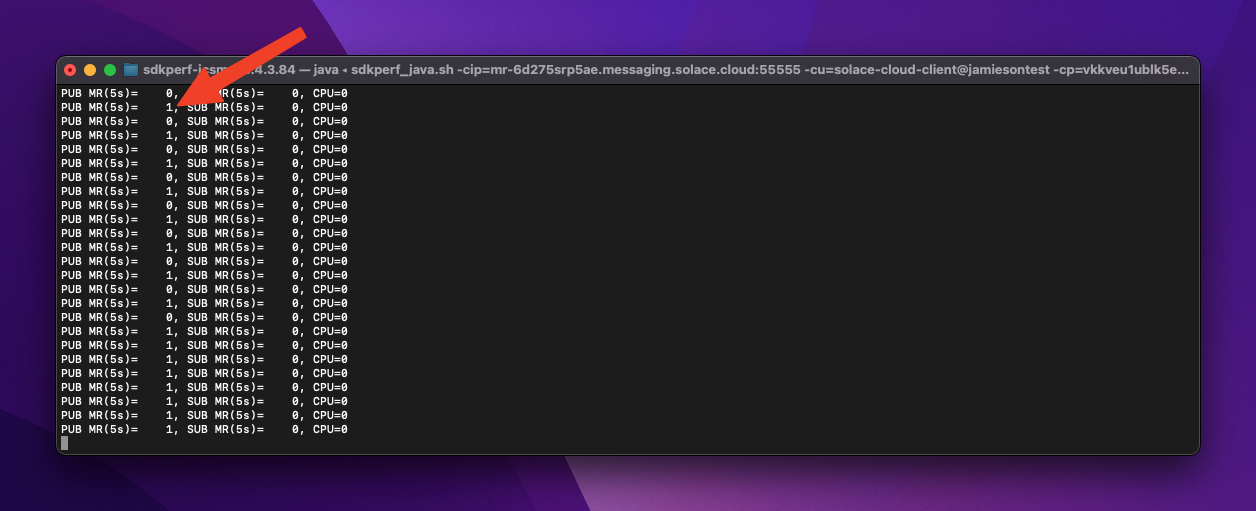 sdkperf-jcsm 4.3.84 — java ◂ sdkperf_java.sh -cip=mr-6d275srp5ae.messaging.solace.cloud:55555 -cu=solace-cloud-client@jamiesontest -cp=vkkveu1ublk5e...
PUB MR(5s)=    0, SUB MR(5s)=    0, CPU=0
PUB MR(5s)=    1, SUB MR(5s)=    0, CPU=0
PUB MR(5s)=    0, SUB MR(5s)=    0, CPU=0
PUB MR(5s)=    1, SUB MR(5s)=    0, CPU=0
PUB MR(5s)=    0, SUB MR(5s)=    0, CPU=0
PUB MR(5s)=    1, SUB MR(5s)=    0, CPU=0
PUB MR(5s)=    0, SUB MR(5s)=    0, CPU=0
PUB MR(5s)=    1, SUB MR(5s)=    0, CPU=0
PUB MR(5s)=    0, SUB MR(5s)=    0, CPU=0
PUB MR(5s)=    1, SUB MR(5s)=    0, CPU=0
PUB MR(5s)=    0, SUB MR(5s)=    0, CPU=0
PUB MR(5s)=    1, SUB MR(5s)=    0, CPU=0
PUB MR(5s)=    0, SUB MR(5s)=    0, CPU=0
PUB MR(5s)=    1, SUB MR(5s)=    0, CPU=0
PUB MR(5s)=    0, SUB MR(5s)=    0, CPU=0
PUB MR(5s)=    1, SUB MR(5s)=    0, CPU=0
PUB MR(5s)=    0, SUB MR(5s)=    0, CPU=0
PUB MR(5s)=    1, SUB MR(5s)=    0, CPU=0
PUB MR(5s)=    1, SUB MR(5s)=    0, CPU=0
PUB MR(5s)=    1, SUB MR(5s)=    0, CPU=0
PUB MR(5s)=    1, SUB MR(5s)=    0, CPU=0
PUB MR(5s)=    1, SUB MR(5s)=    0, CPU=0
PUB MR(5s)=    1, SUB MR(5s)=    0, CPU=0
PUB MR(5s)=    1, SUB MR(5s)=    0, CPU=0
PUB MR(5s)=    1, SUB MR(5s)=    0, CPU=0